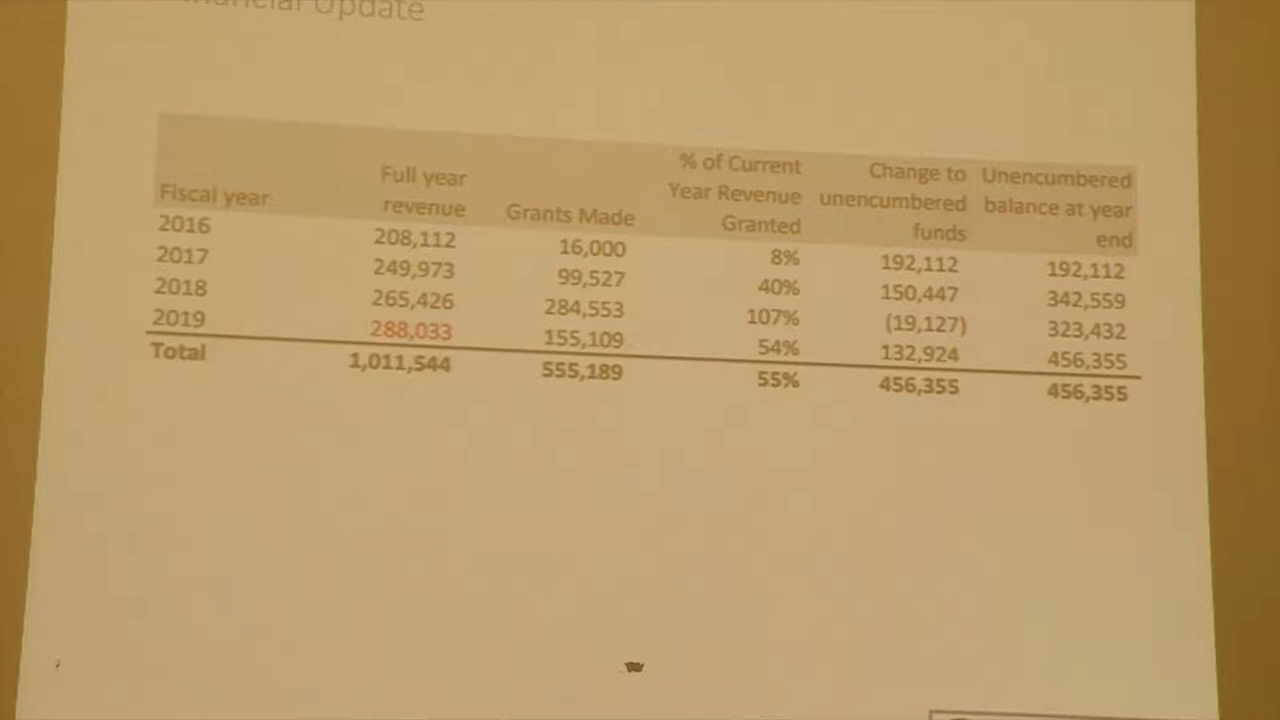 Financial Update
Fiscal year Full year revenue Grants Made % of Current Year Revenue Granted Change to unencumbered funds Unencumbered balance at year end
2016 208,112 16,000 8% 192,112 192,112
2017 249,973 99,527 40% 150,447 342,559
2018 265,426 284,553 107% (19,127) 323,432
2019 288,033 155,109 54% 132,924 456,355
Total 1,011,544 555,189 55% 456,355 456,355